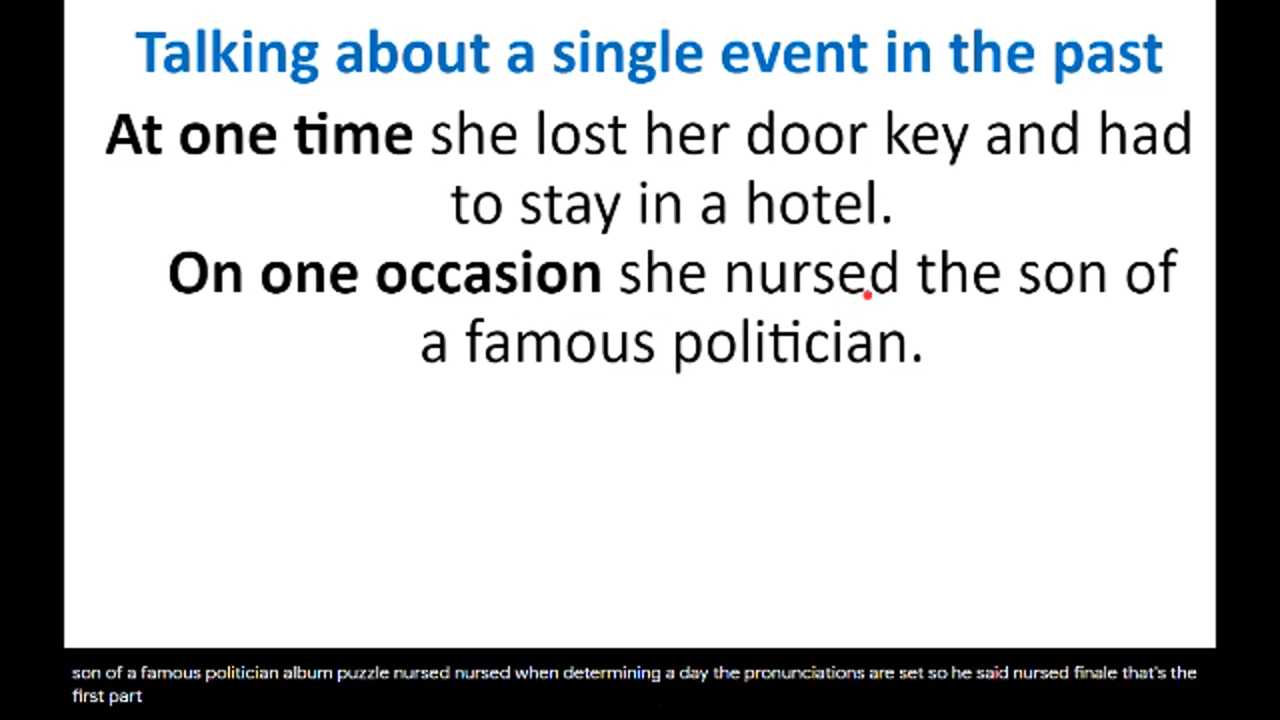 Talking about a single event in the past
At one time she lost her door key and had
to stay in a hotel.
On one occasion she nursed the son of
a famous politician.
son of a famous politician album puzzle nursed nursed when determining a day the pronunciations are set so he said nursed finale that's the
first part